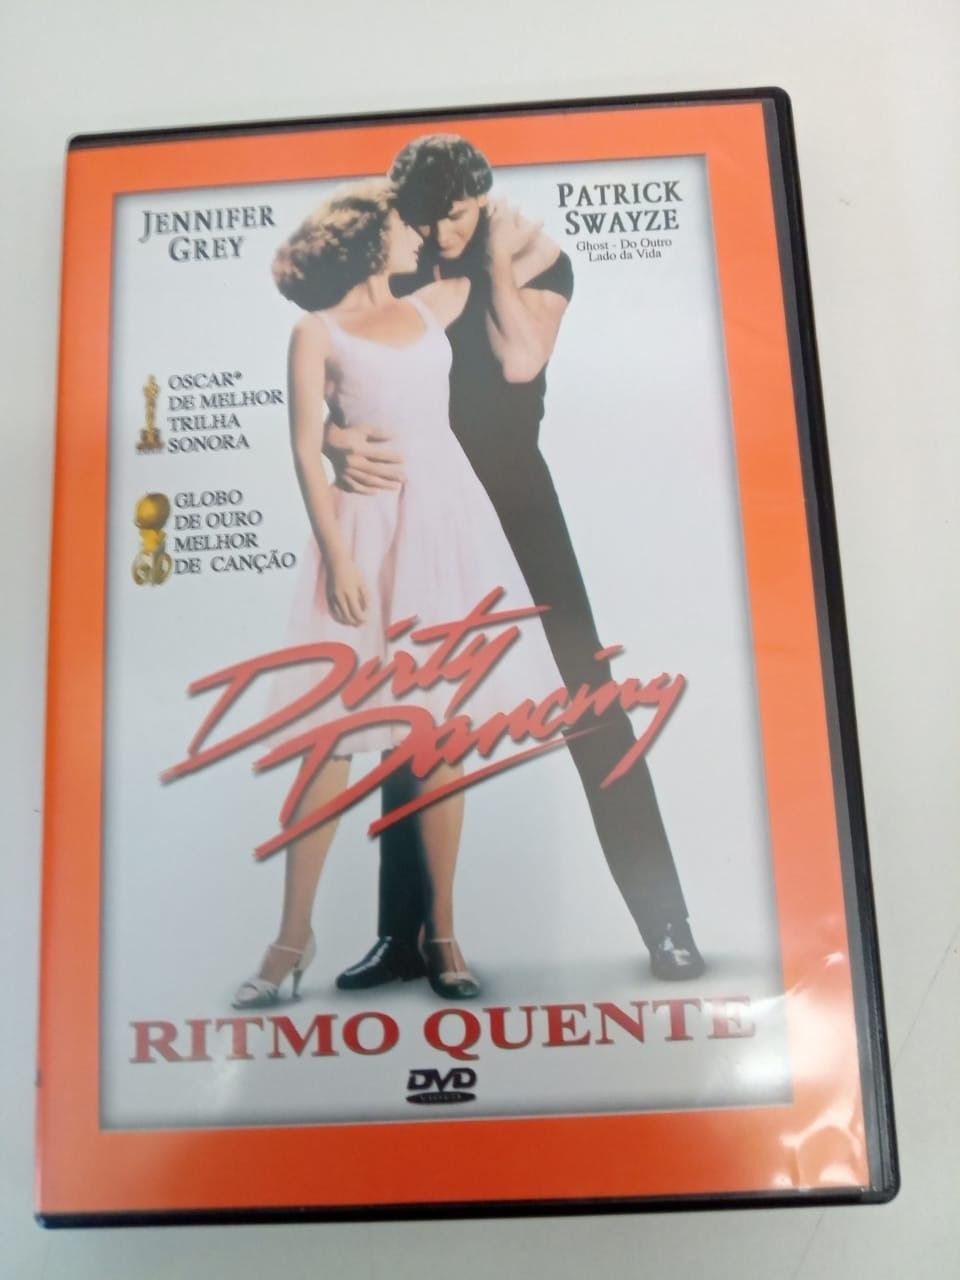 JENNIFER
GREY
PATRICK
SWAYZE
Ghost - Do Outro
Lado da Vida
OSCAR®
DE MELHOR
TRILHA
SONORA
GLOBO
DE OURO
MELHOR
DE CANÇÃO
Dirty
Dancing
RITMO QUENTE
DVD
VIDEO